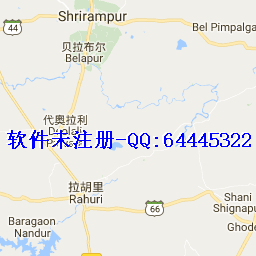 Shrirampur
44
Bel Pimpalga
贝拉布尔
Belapur
代奧拉利
软件未注册-QQ:64445322
拉胡里
Rahuri
66
Shani
Shignapu
Baragaon
Nandur
Ghode